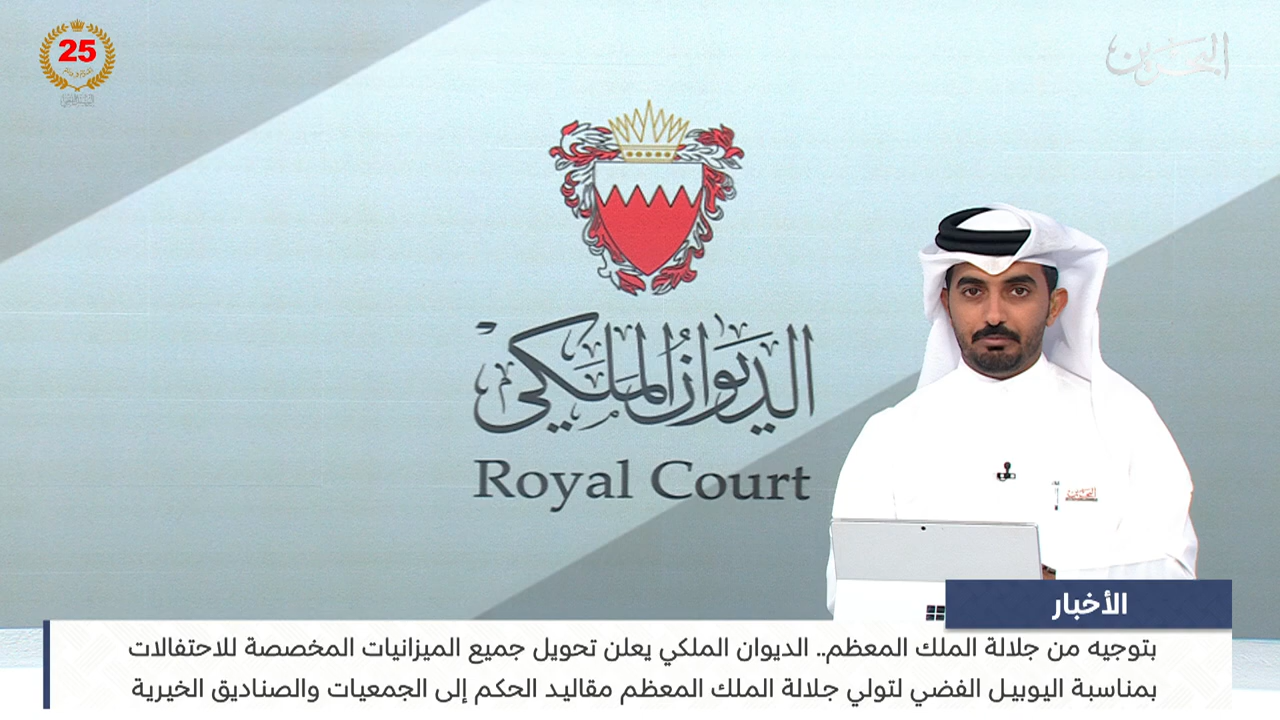 البحرين
25
الديوان الملكي
Royal Court
الأخبار
بتوجيه من جلالة الملك المعظم.. الديوان الملكي يعلن تحويل جميع الميزانيات المخصصة للاحتفالات
بمناسبة اليوبيل الفضي لتولي جلالة الملك المعظم مقاليد الحكم إلى الجمعيات والصناديق الخيرية